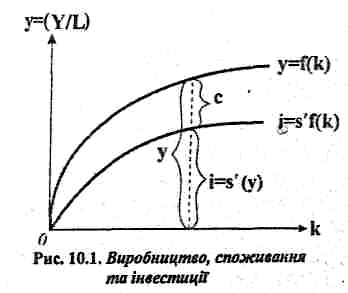 y=(Y/L)
y=f(k)
c
i=s'f(k)
y
i=s'(y)
0
k
Рис. 10.1. Виробництво, споживання
та інвестиції